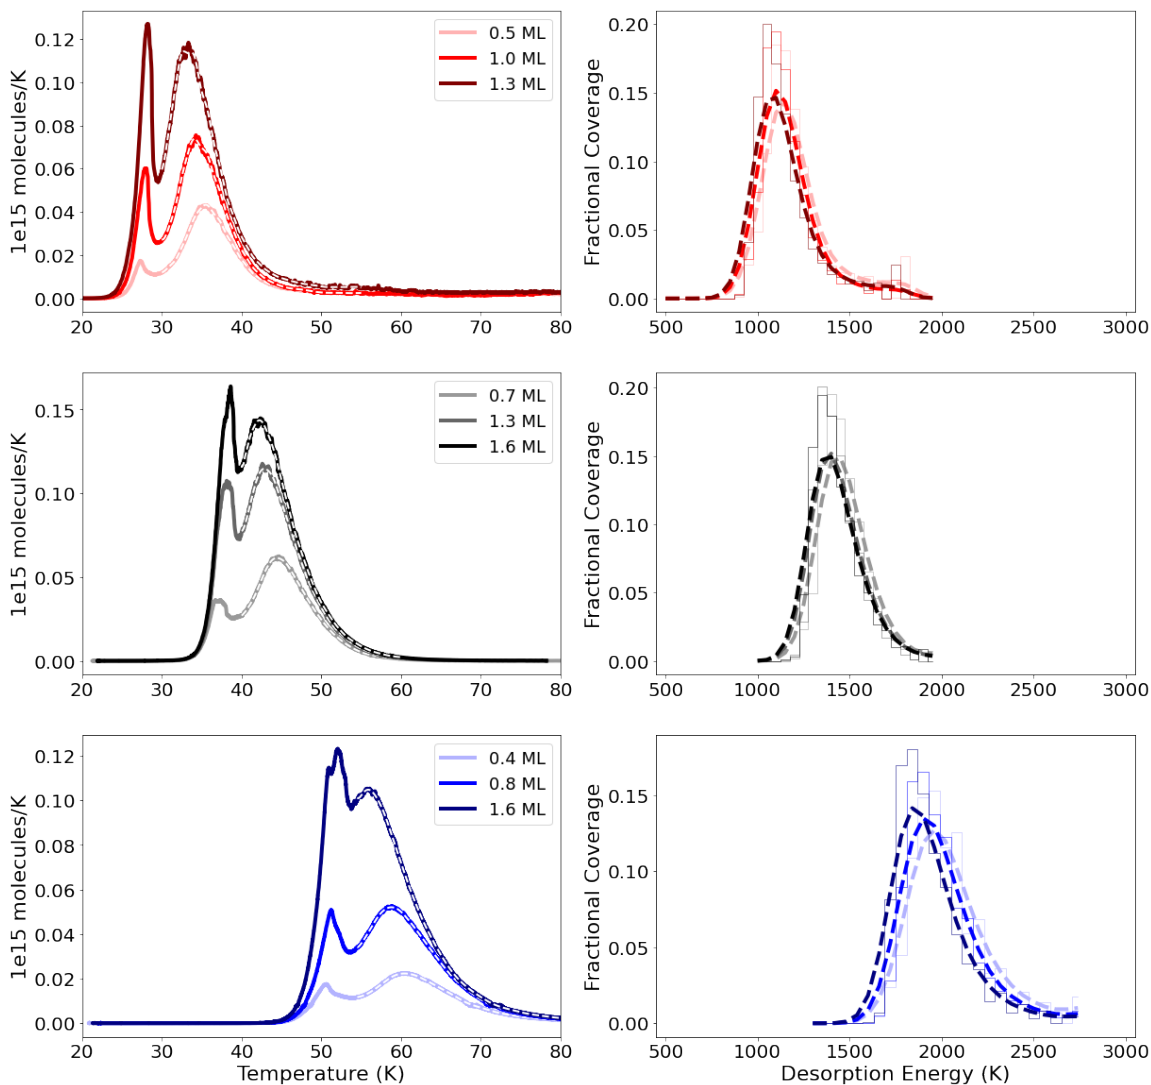 1e15 molecules/K
0.12
0.10
0.08
0.06
0.04
0.02
0.00
20 30 40 50 60 70 80
0.5 ML
1.0 ML
1.3 ML
Fractional Coverage
0.20
0.15
0.10
0.05
0.00
500 1000 1500 2000 2500 3000
1e15 molecules/K
0.15
0.10
0.05
0.00
20 30 40 50 60 70 80
0.7 ML
1.3 ML
1.6 ML
Fractional Coverage
0.20
0.15
0.10
0.05
0.00
500 1000 1500 2000 2500 3000
1e15 molecules/K
0.12
0.10
0.08
0.06
0.04
0.02
0.00
20 30 40 50 60 70 80
Temperature (K)
0.4 ML
0.8 ML
1.6 ML
Fractional Coverage
0.15
0.10
0.05
0.00
500 1000 1500 2000 2500 3000
Desorption Energy (K)